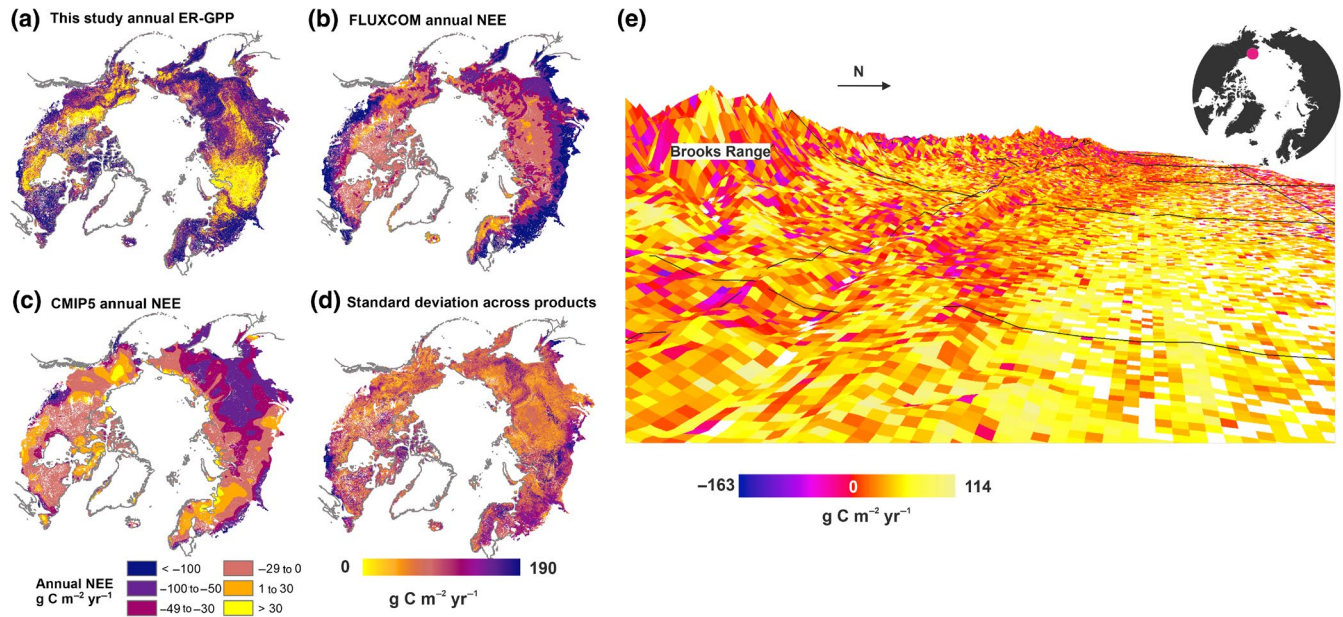 (a) This study annual ER-GPP
(b) FLUXCOM annual NEE
(c) CMIP5 annual NEE
(d) Standard deviation across products
Annual NEE
g C m⁻² yr⁻¹
< −100
−100 to −50
−49 to −30
−29 to 0
1 to 30
> 30
0
190
g C m⁻² yr⁻¹
(e)
N
Brooks Range
−163
0
114
g C m⁻² yr⁻¹